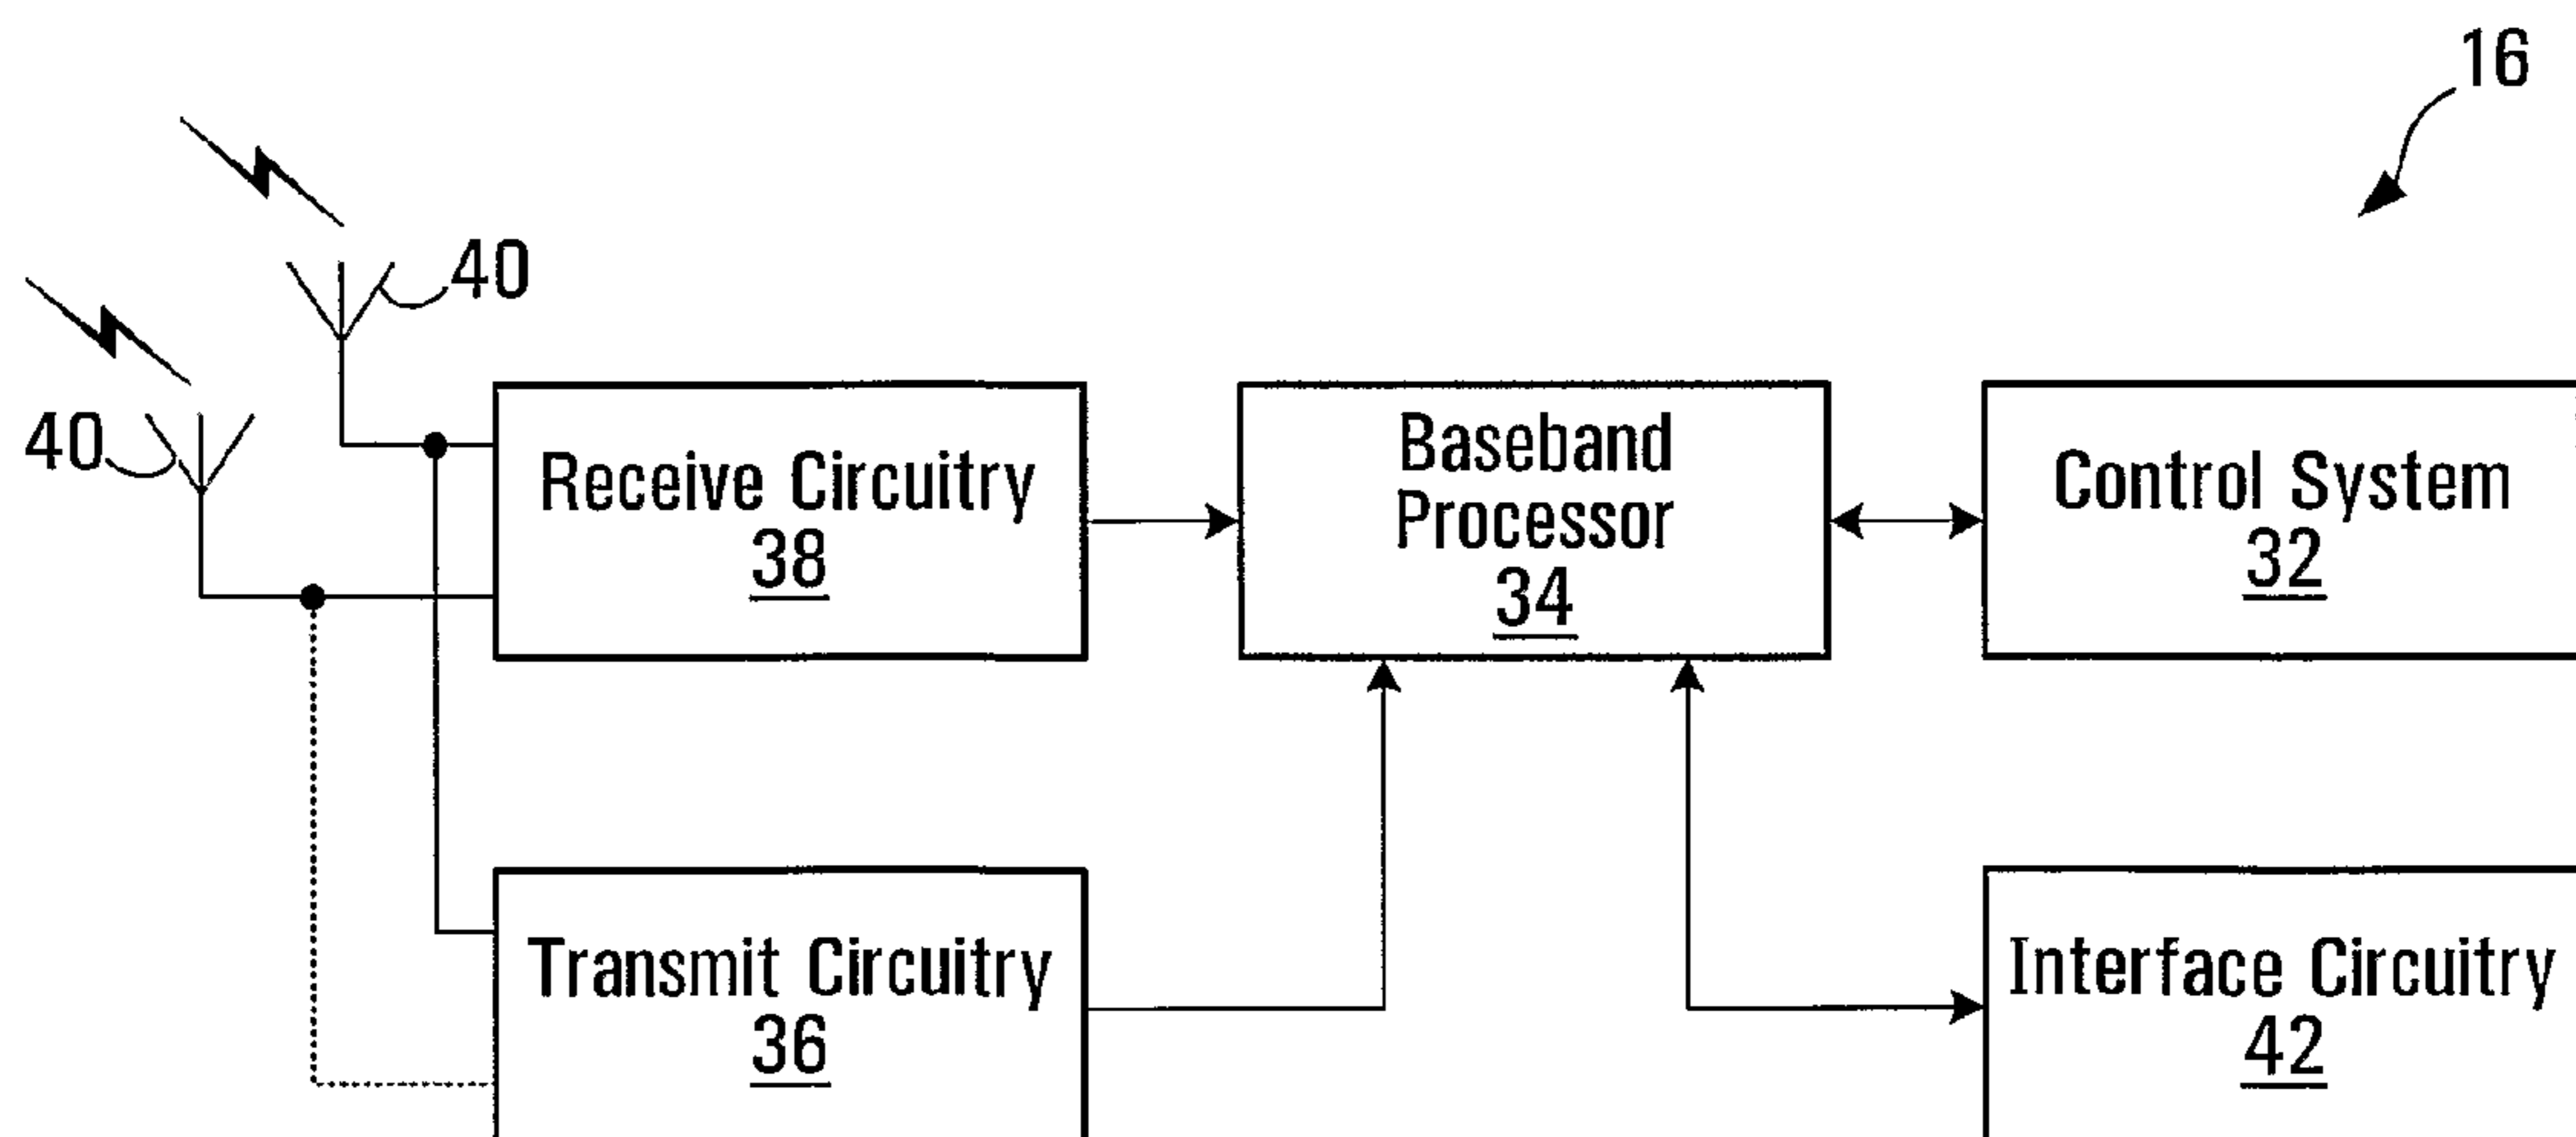 16
40
40
Receive Circuitry
38
Baseband
Processor
34
Control System
32
Transmit Circuitry
36
Interface Circuitry
42